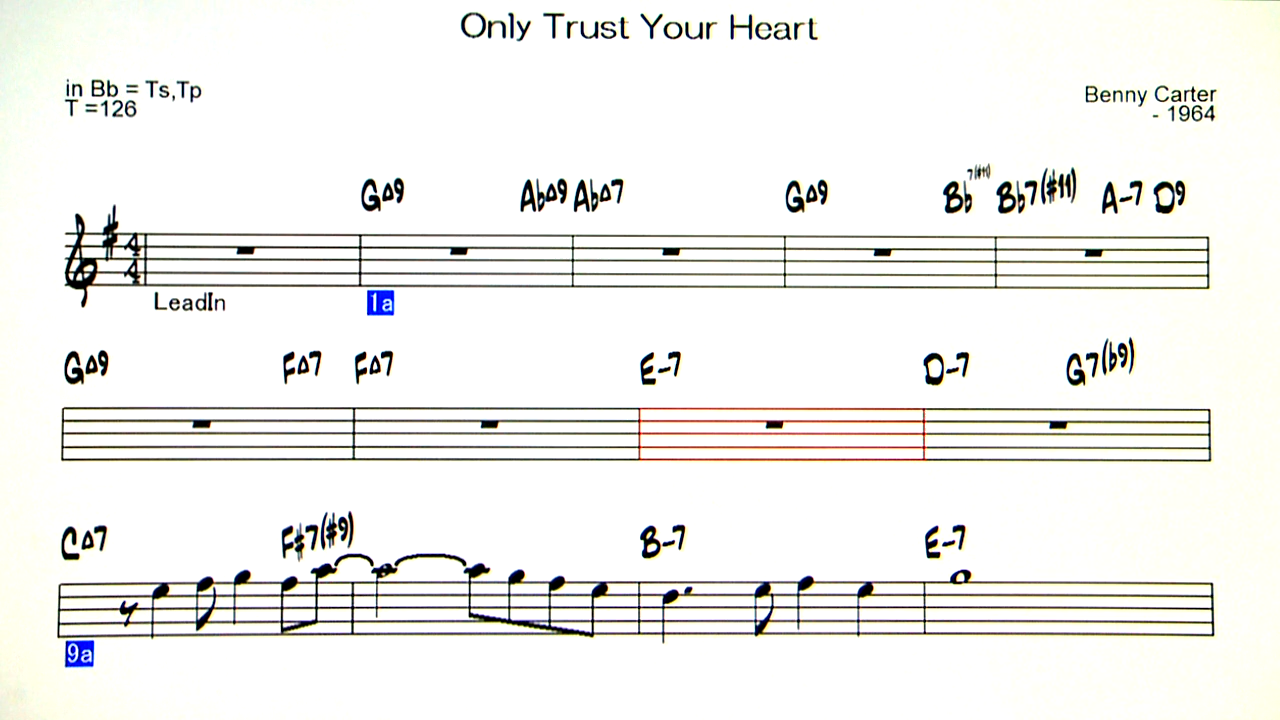 Only Trust Your Heart
in Bb = Ts,Tp
T =126
Benny Carter
- 1964
G△9 Ab△9 Ab△7 G△9 Bb7(#11) Bb7(#11) A-7 D9
4
4
LeadIn 1a
G△9 F△7 F△7 E-7 D-7 G7(b9)
C△7 F#7(#9) B-7 E-7
9a